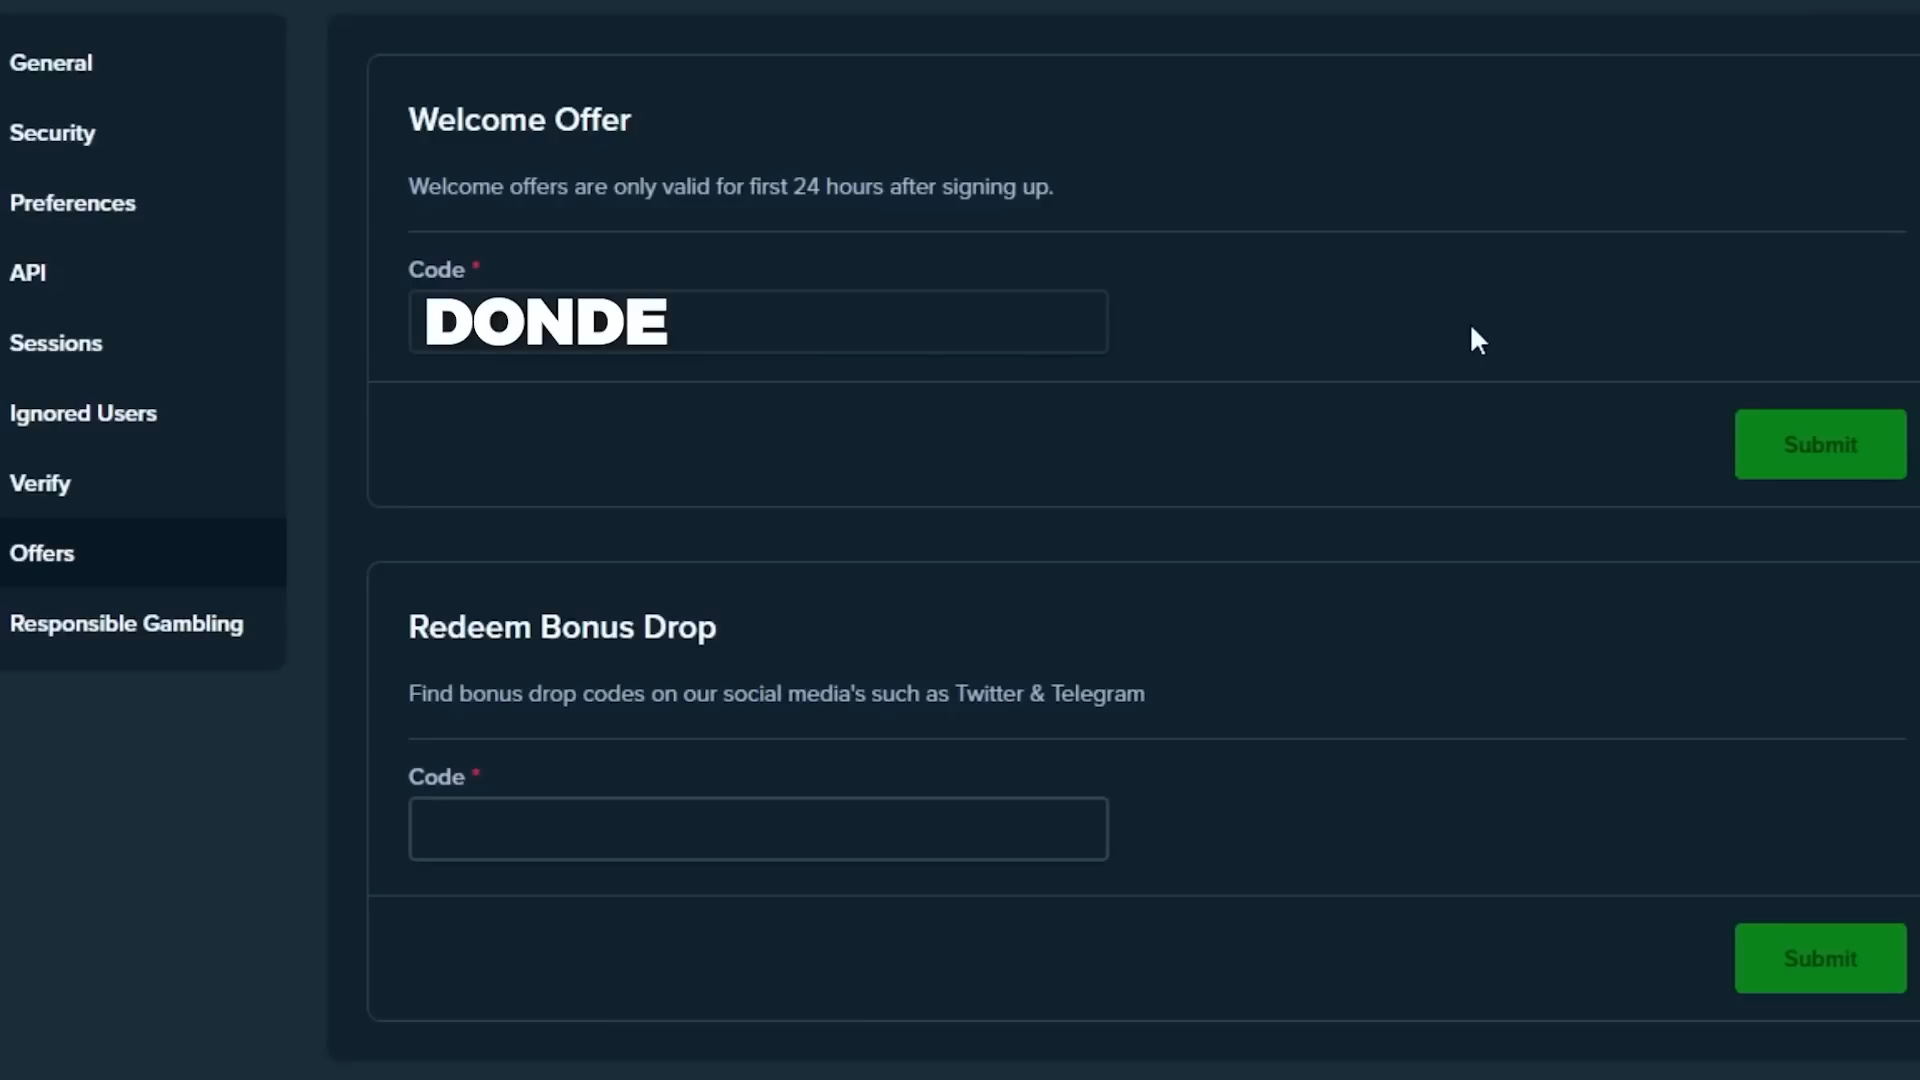 General
Security
Preferences
API
Sessions
Ignored Users
Verify
Offers
Responsible Gambling
Welcome Offer
Welcome offers are only valid for first 24 hours after signing up.
Code *
DONDE
Submit
Redeem Bonus Drop
Find bonus drop codes on our social media's such as Twitter & Telegram
Code *
Submit